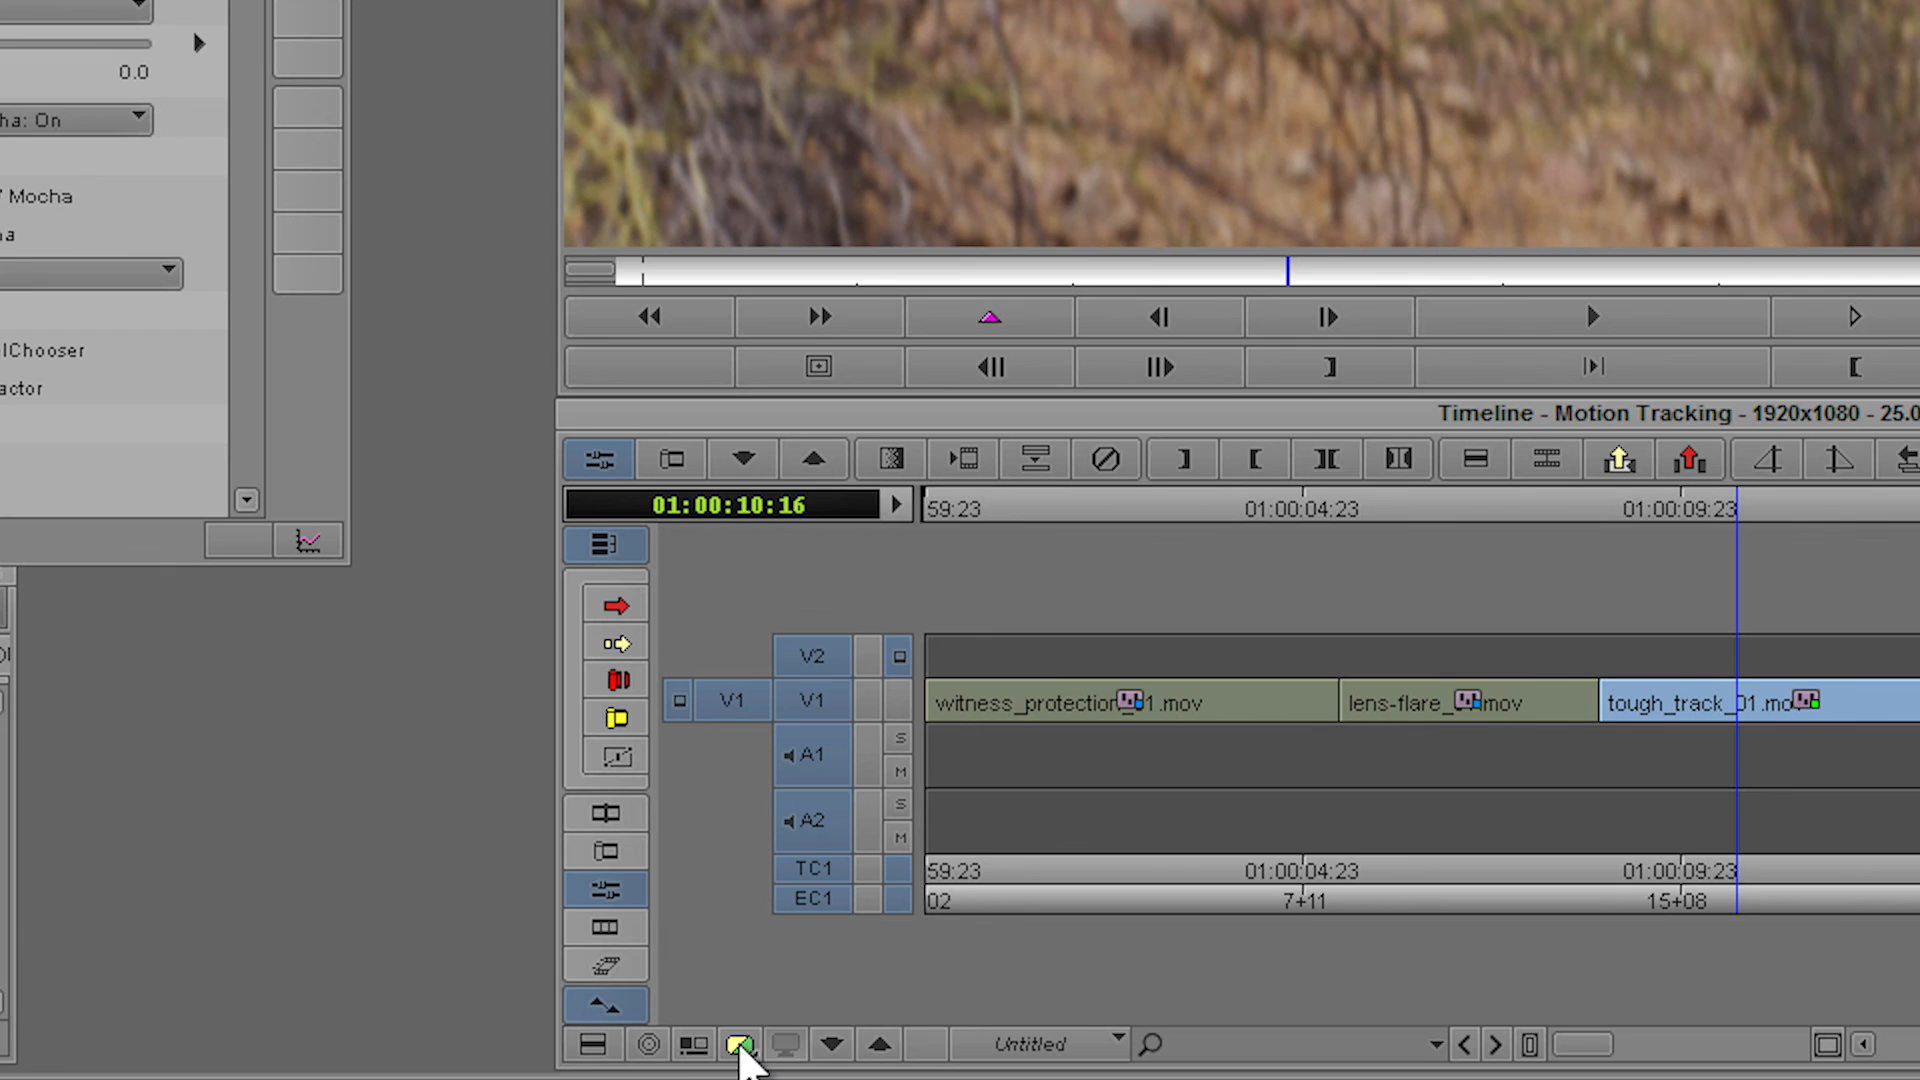 0.0
ha: On
Mocha
a
lChooser
actor
Timeline - Motion Tracking - 1920x1080 - 25.0
01:00:10:16
59:23
01:00:04:23
01:00:09:23
V2
V1
V1
witness_protection_01.mov
lens-flare_
mov
tough_track_01.mo
A1
S
M
A2
S
M
TC1
59:23
01:00:04:23
01:00:09:23
EC1
02
7+11
15+08
Untitled